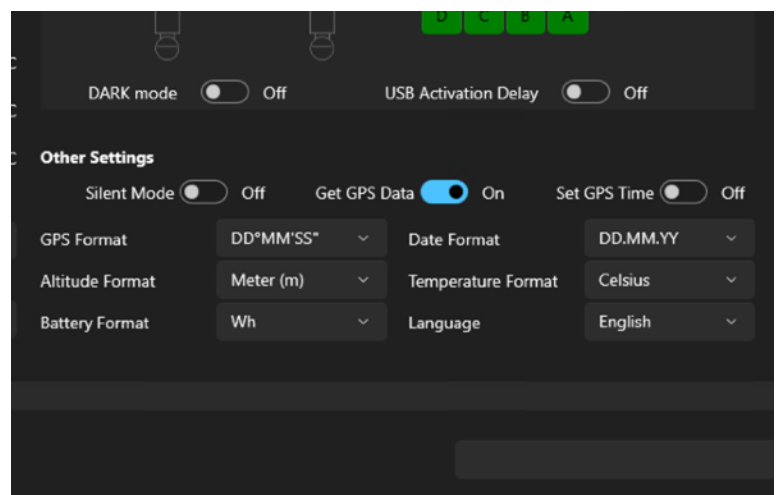 D C B A
DARK mode Off USB Activation Delay Off
Other Settings
Silent Mode Off Get GPS Data On Set GPS Time Off
GPS Format DD°MM'SS" Date Format DD.MM.YY
Altitude Format Meter (m) Temperature Format Celsius
Battery Format Wh Language English